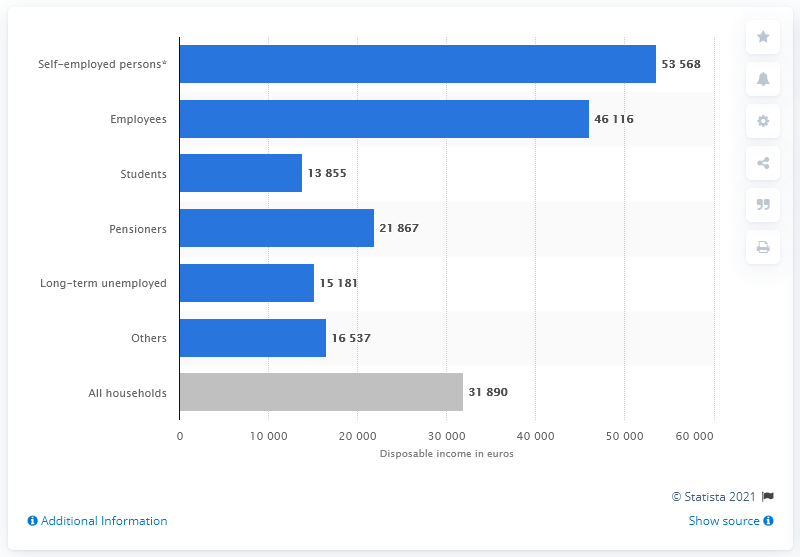 Self-employed persons* 53 568
Employees 46 116
Students 13 855
Pensioners 21 867
Long-term unemployed 15 181
Others 16 537
All households 31 890
0 10 000 20 000 30 000 40 000 50 000 60 000
Disposable income in euros
© Statista 2021
Additional Information Show source